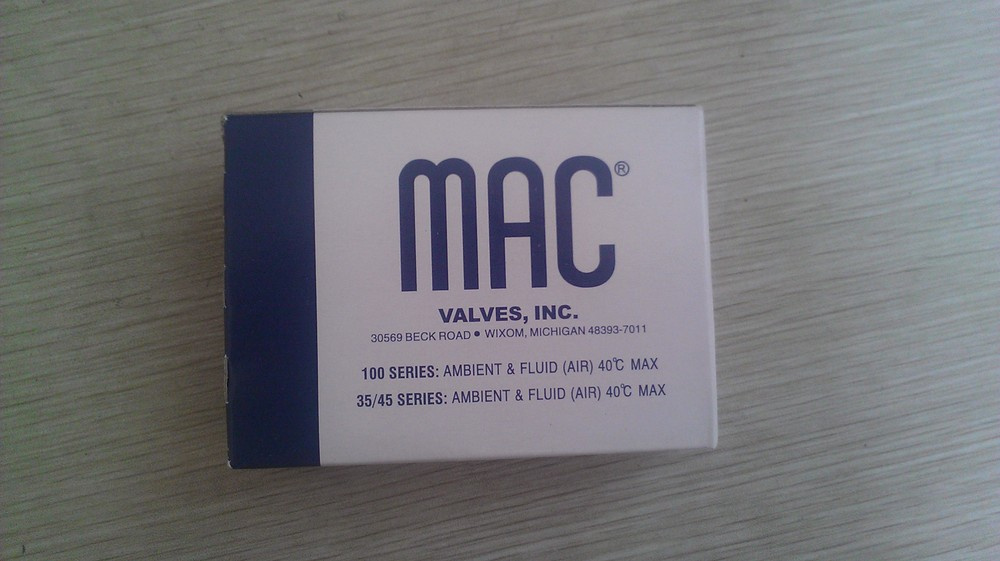 MAC®
VALVES, INC.
30569 BECK ROAD • WIXOM, MICHIGAN 48393-7011
100 SERIES: AMBIENT & FLUID (AIR) 40℃ MAX
35/45 SERIES: AMBIENT & FLUID (AIR) 40℃ MAX